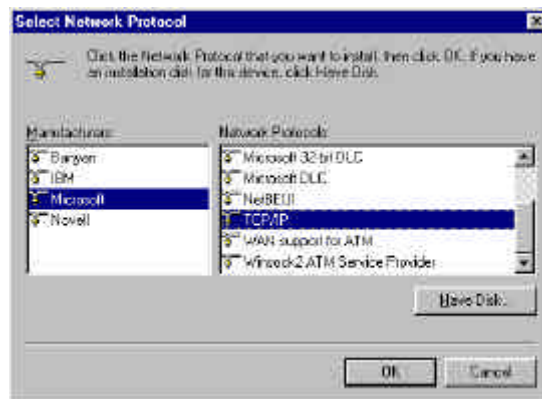 Select Network Protocol
Click the Network Protocol that you want to install, then click OK. If you have
an installation disk for this device, click Have Disk.
Manufacturers:
Banyan
IBM
Microsoft
Novell
Network Protocols:
Microsoft 32-bit DLC
Microsoft DLC
NetBEUI
TCP/IP
WAN support for ATM
Winsock2 ATM Service Provider
Have Disk...
OK
Cancel